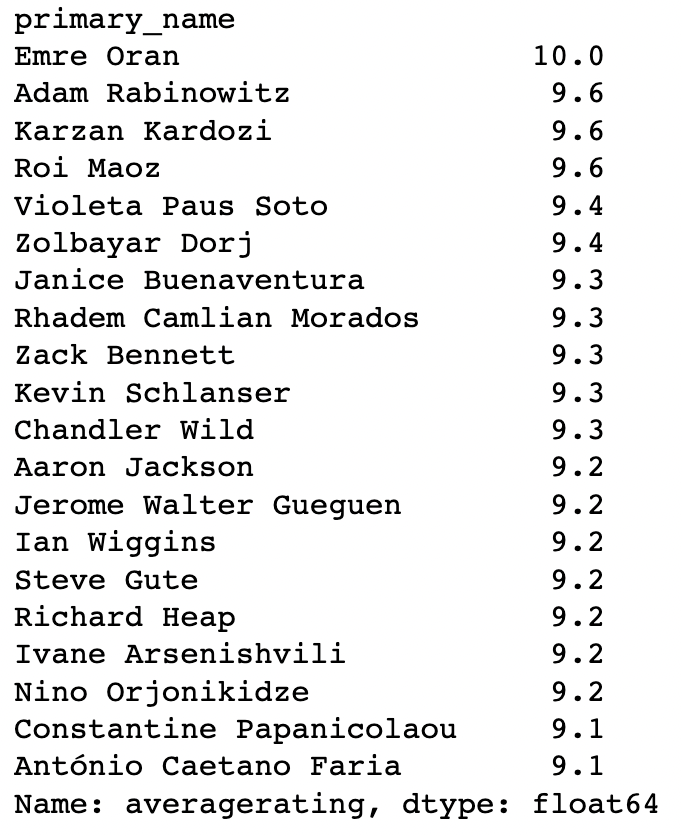 primary_name
Emre Oran 10.0
Adam Rabinowitz 9.6
Karzan Kardozi 9.6
Roi Maoz 9.6
Violeta Paus Soto 9.4
Zolbayar Dorj 9.4
Janice Buenaventura 9.3
Rhadem Camlian Morados 9.3
Zack Bennett 9.3
Kevin Schlanser 9.3
Chandler Wild 9.3
Aaron Jackson 9.2
Jerome Walter Gueguen 9.2
Ian Wiggins 9.2
Steve Gute 9.2
Richard Heap 9.2
Ivane Arsenishvili 9.2
Nino Orjonikidze 9.2
Constantine Papanicolaou 9.1
António Caetano Faria 9.1
Name: averagerating, dtype: float64